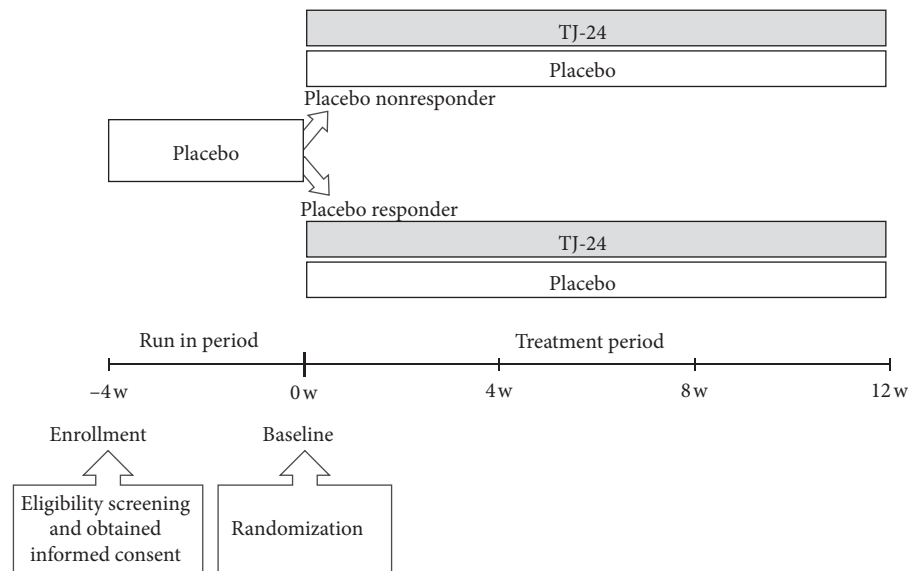 TJ-24
Placebo
Placebo nonresponder
Placebo
Placebo responder
TJ-24
Placebo
Run in period
Treatment period
–4 w
0 w
4 w
8 w
12 w
Enrollment
Baseline
Eligibility screening
and obtained
informed consent
Randomization